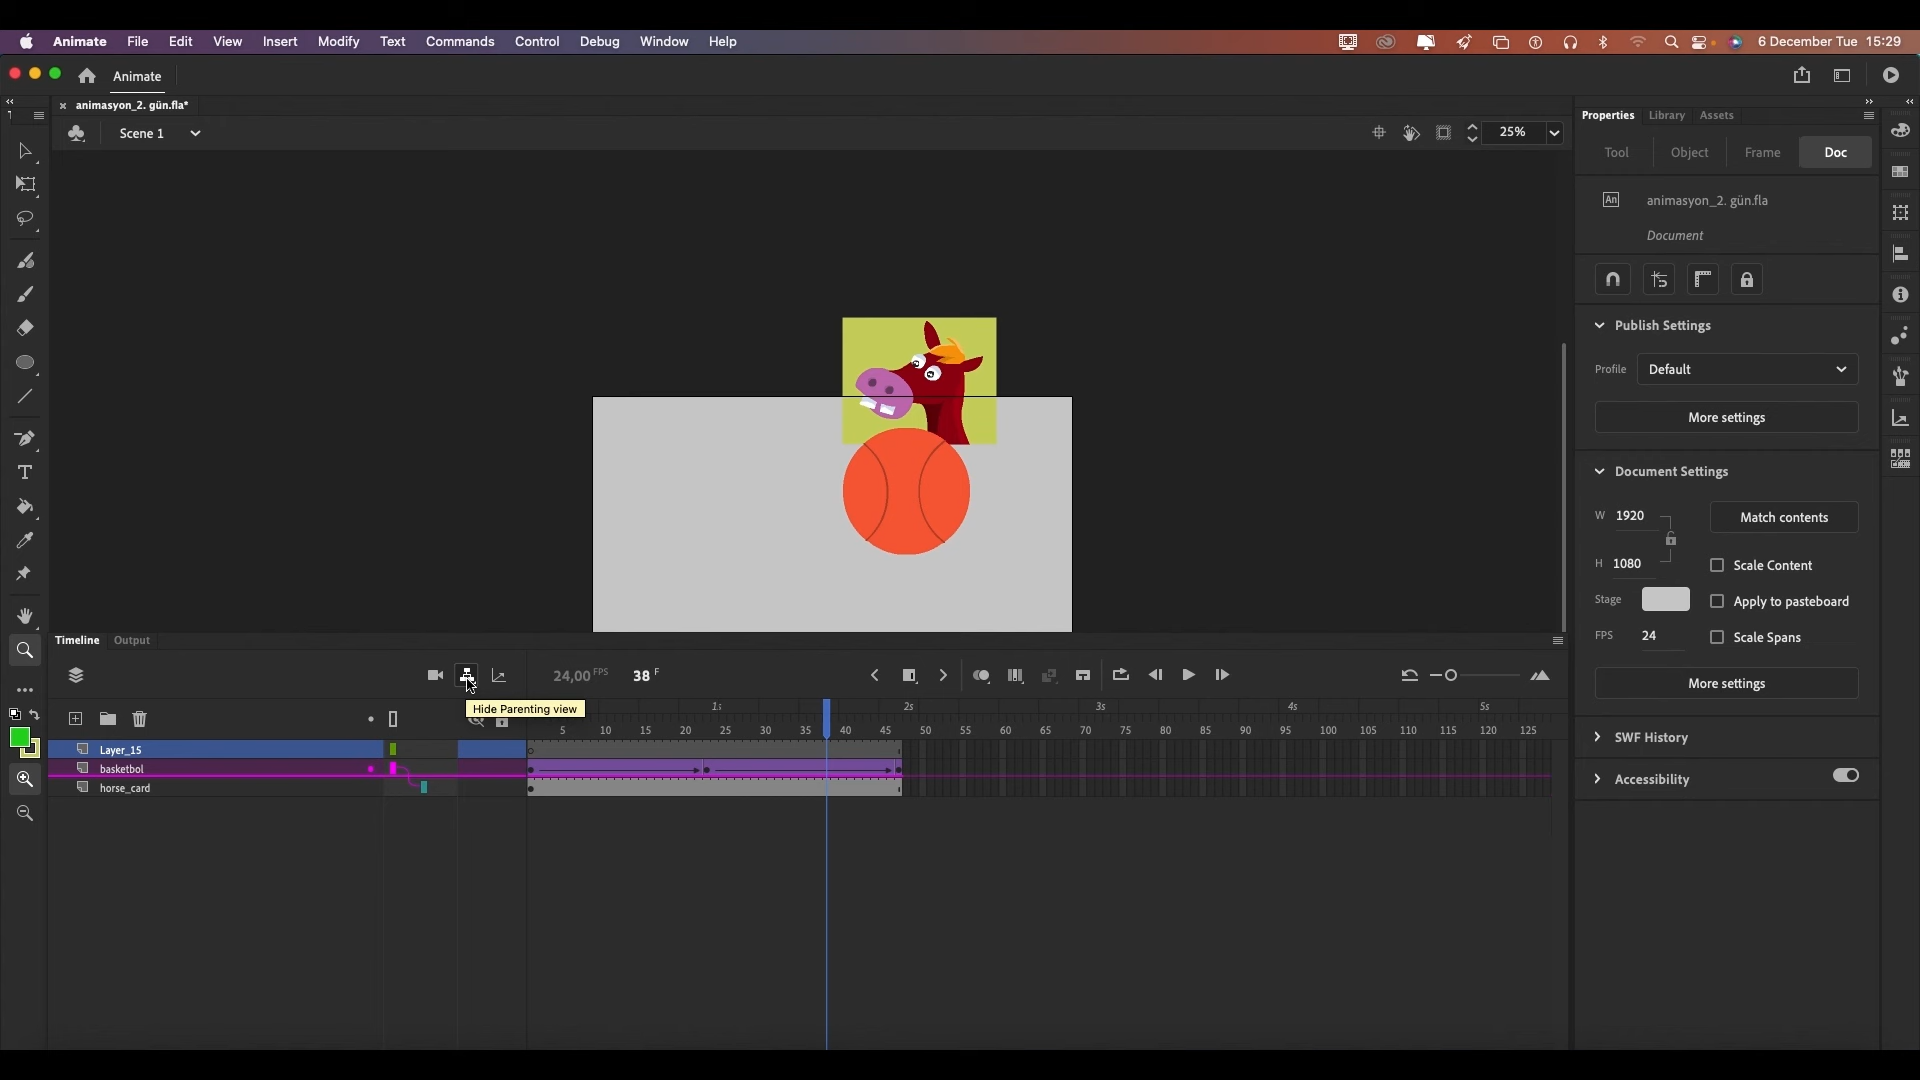 Animate File Edit View Insert Modify Text Commands Control Debug Window Help
6 December Tue 15:29
Animate
animasyon_2. gün.fla*
Scene 1
25%
Properties Library Assets
Tool Object Frame Doc
An animasyon_2. gün.fla
Document
Publish Settings
Profile Default
More settings
Document Settings
W 1920
Match contents
H 1080
Scale Content
Stage
Apply to pasteboard
FPS 24
Scale Spans
More settings
SWF History
Accessibility
Timeline Output
24,00 FPS 38 F
Hide Parenting view
1s 2s 3s 4s 5s
5 10 15 20 25 30 35 40 45 50 55 60 65 70 75 80 85 90 95 100 105 110 115 120 125
Layer_15
basketbol
horse_card